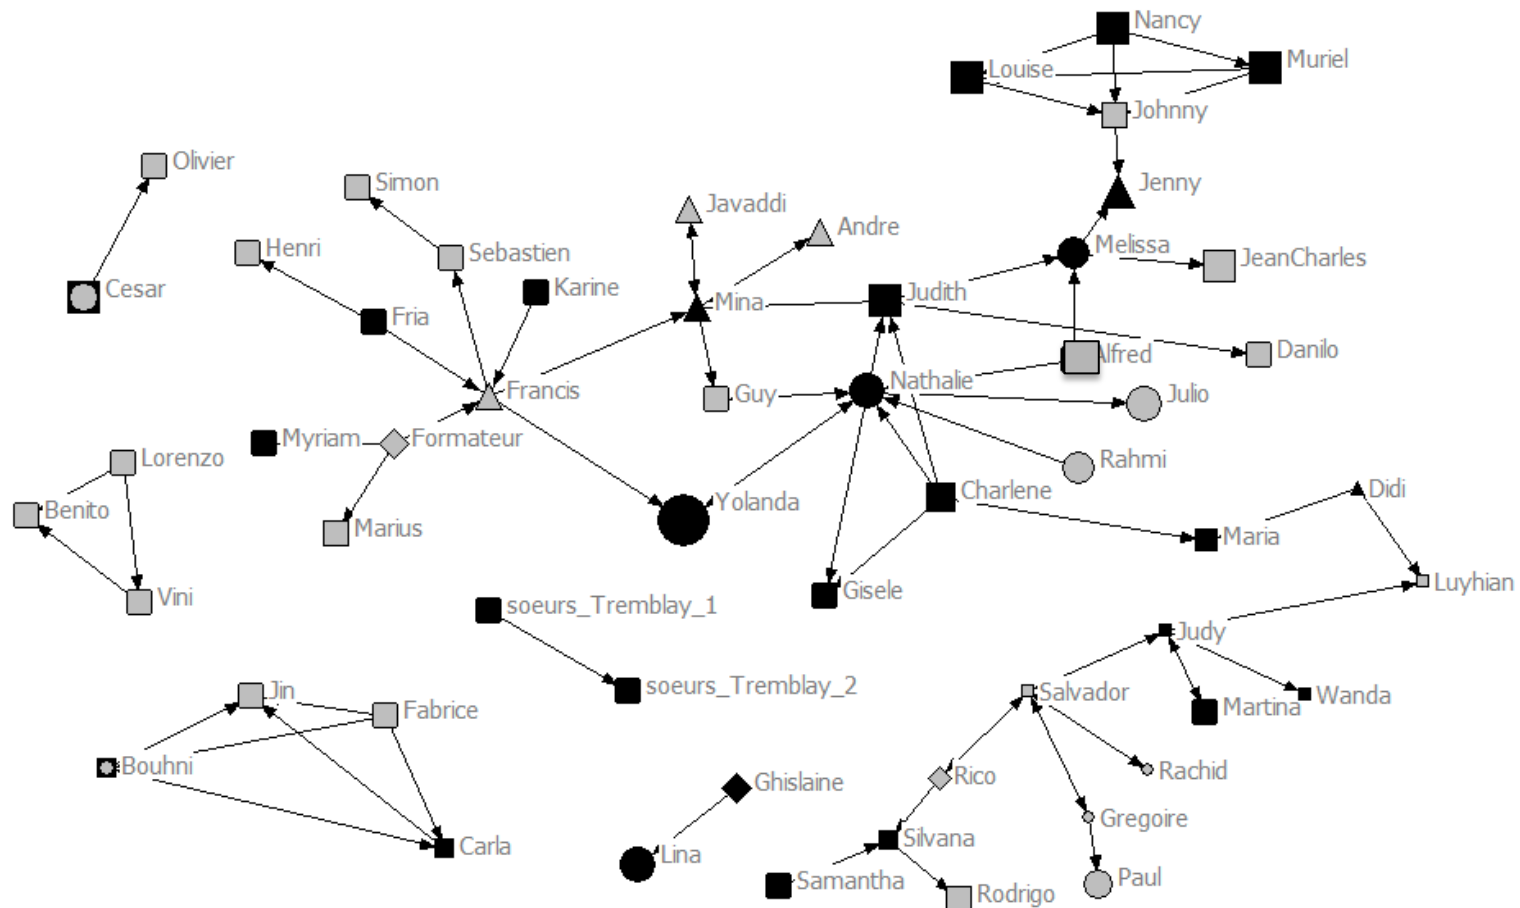 Nancy
Muriel
Louise
Johnny
Olivier
Simon
Jenny
Javaddi
Andre
Henri
Sebastien
Melissa
JeanCharles
Cesar
Karine
Mina
Judith
Fria
Alfred
Danilo
Francis
Guy
Nathalie
Julio
Myriam
Formateur
Lorenzo
Rahmi
Benito
Yolanda
Charlene
Didi
Marius
Maria
Vini
Gisele
Luyhian
soeurs_Tremblay_1
Judy
soeurs_Tremblay_2
Jin
Salvador
Wanda
Fabrice
Martina
Bouhni
Ghislaine
Rico
Rachid
Gregoire
Carla
Lina
Silvana
Samantha
Paul
Rodrigo